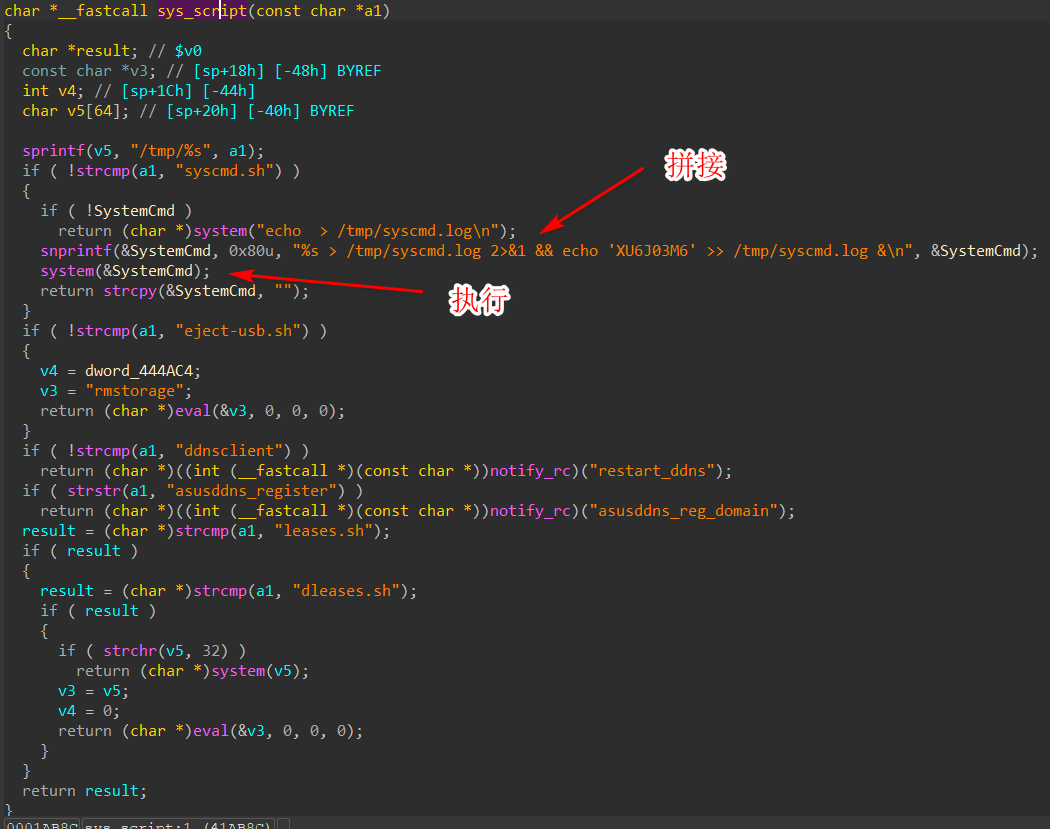 char *__fastcall sys_script(const char *a1)
{
  char *result; // $v0
  const char *v3; // [sp+18h] [-48h] BYREF
  int v4; // [sp+1Ch] [-44h]
  char v5[64]; // [sp+20h] [-40h] BYREF

  sprintf(v5, "/tmp/%s", a1);
  if ( !strcmp(a1, "syscmd.sh") )
  {
    if ( !SystemCmd )
      return (char *)system("echo  > /tmp/syscmd.log\n");
    snprintf(&SystemCmd, 0x80u, "%s > /tmp/syscmd.log 2>&1 && echo 'XU6J03M6' >> /tmp/syscmd.log &\n", &SystemCmd);
    system(&SystemCmd);
    return strcpy(&SystemCmd, "");
  }
  if ( !strcmp(a1, "eject-usb.sh") )
  {
    v4 = dword_444AC4;
    v3 = "rmstorage";
    return (char *)eval(&v3, 0, 0, 0);
  }
  if ( !strcmp(a1, "ddnsclient") )
    return (char *)((int (__fastcall *)(const char *))notify_rc)("restart_ddns");
  if ( strstr(a1, "asusddns_register") )
    return (char *)((int (__fastcall *)(const char *))notify_rc)("asusddns_reg_domain");
  result = (char *)strcmp(a1, "leases.sh");
  if ( result )
  {
    result = (char *)strcmp(a1, "dleases.sh");
    if ( result )
    {
      if ( strchr(v5, 32) )
        return (char *)system(v5);
      v3 = v5;
      v4 = 0;
      return (char *)eval(&v3, 0, 0, 0);
    }
  }
  return result;
}
拼接
执行